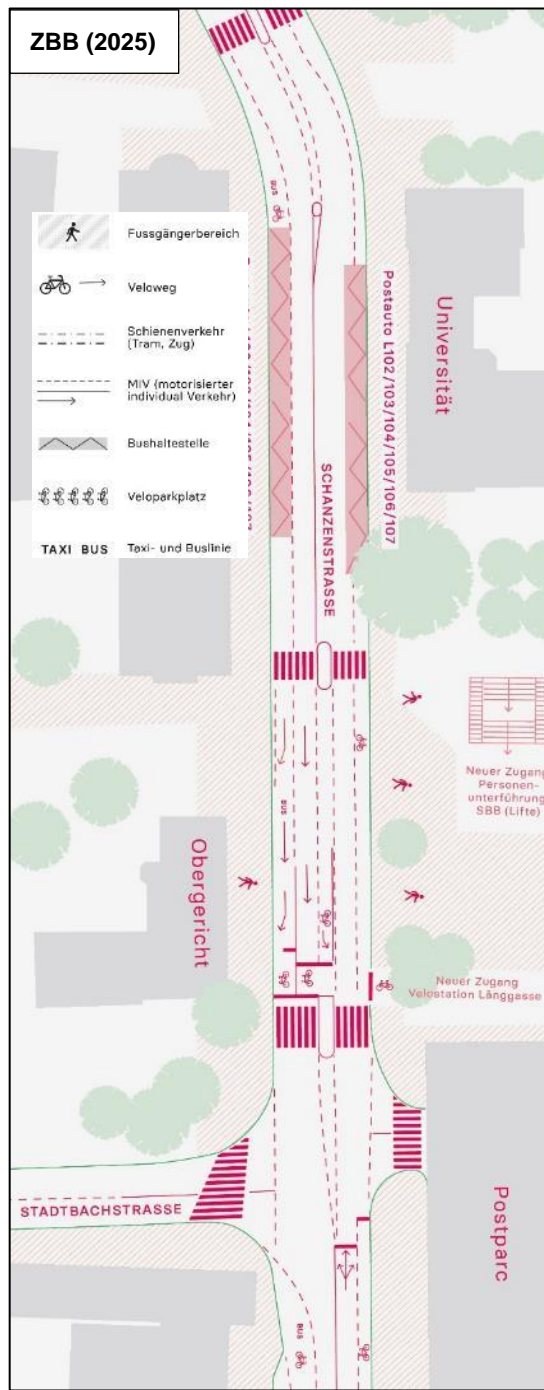 ZBB (2025)
BUS
Fussgängerbereich
Veloweg
Schienenverkehr
(Tram, Zug)
MIV (motorisierter
individual Verkehr)
Bushaltestelle
Veloparkplatz
TAXI BUS
Taxi- und Buslinie
Postauto L102/103/104/105/106/107
Universität
SCHANZENSTRASSE
Neuer Zugang
Personen-
unterführung
SBB (Lifte)
BUS
Obergericht
Neuer Zugang
Velostation Länggasse
STADTBACHSTRASSE
Postparc
BUS